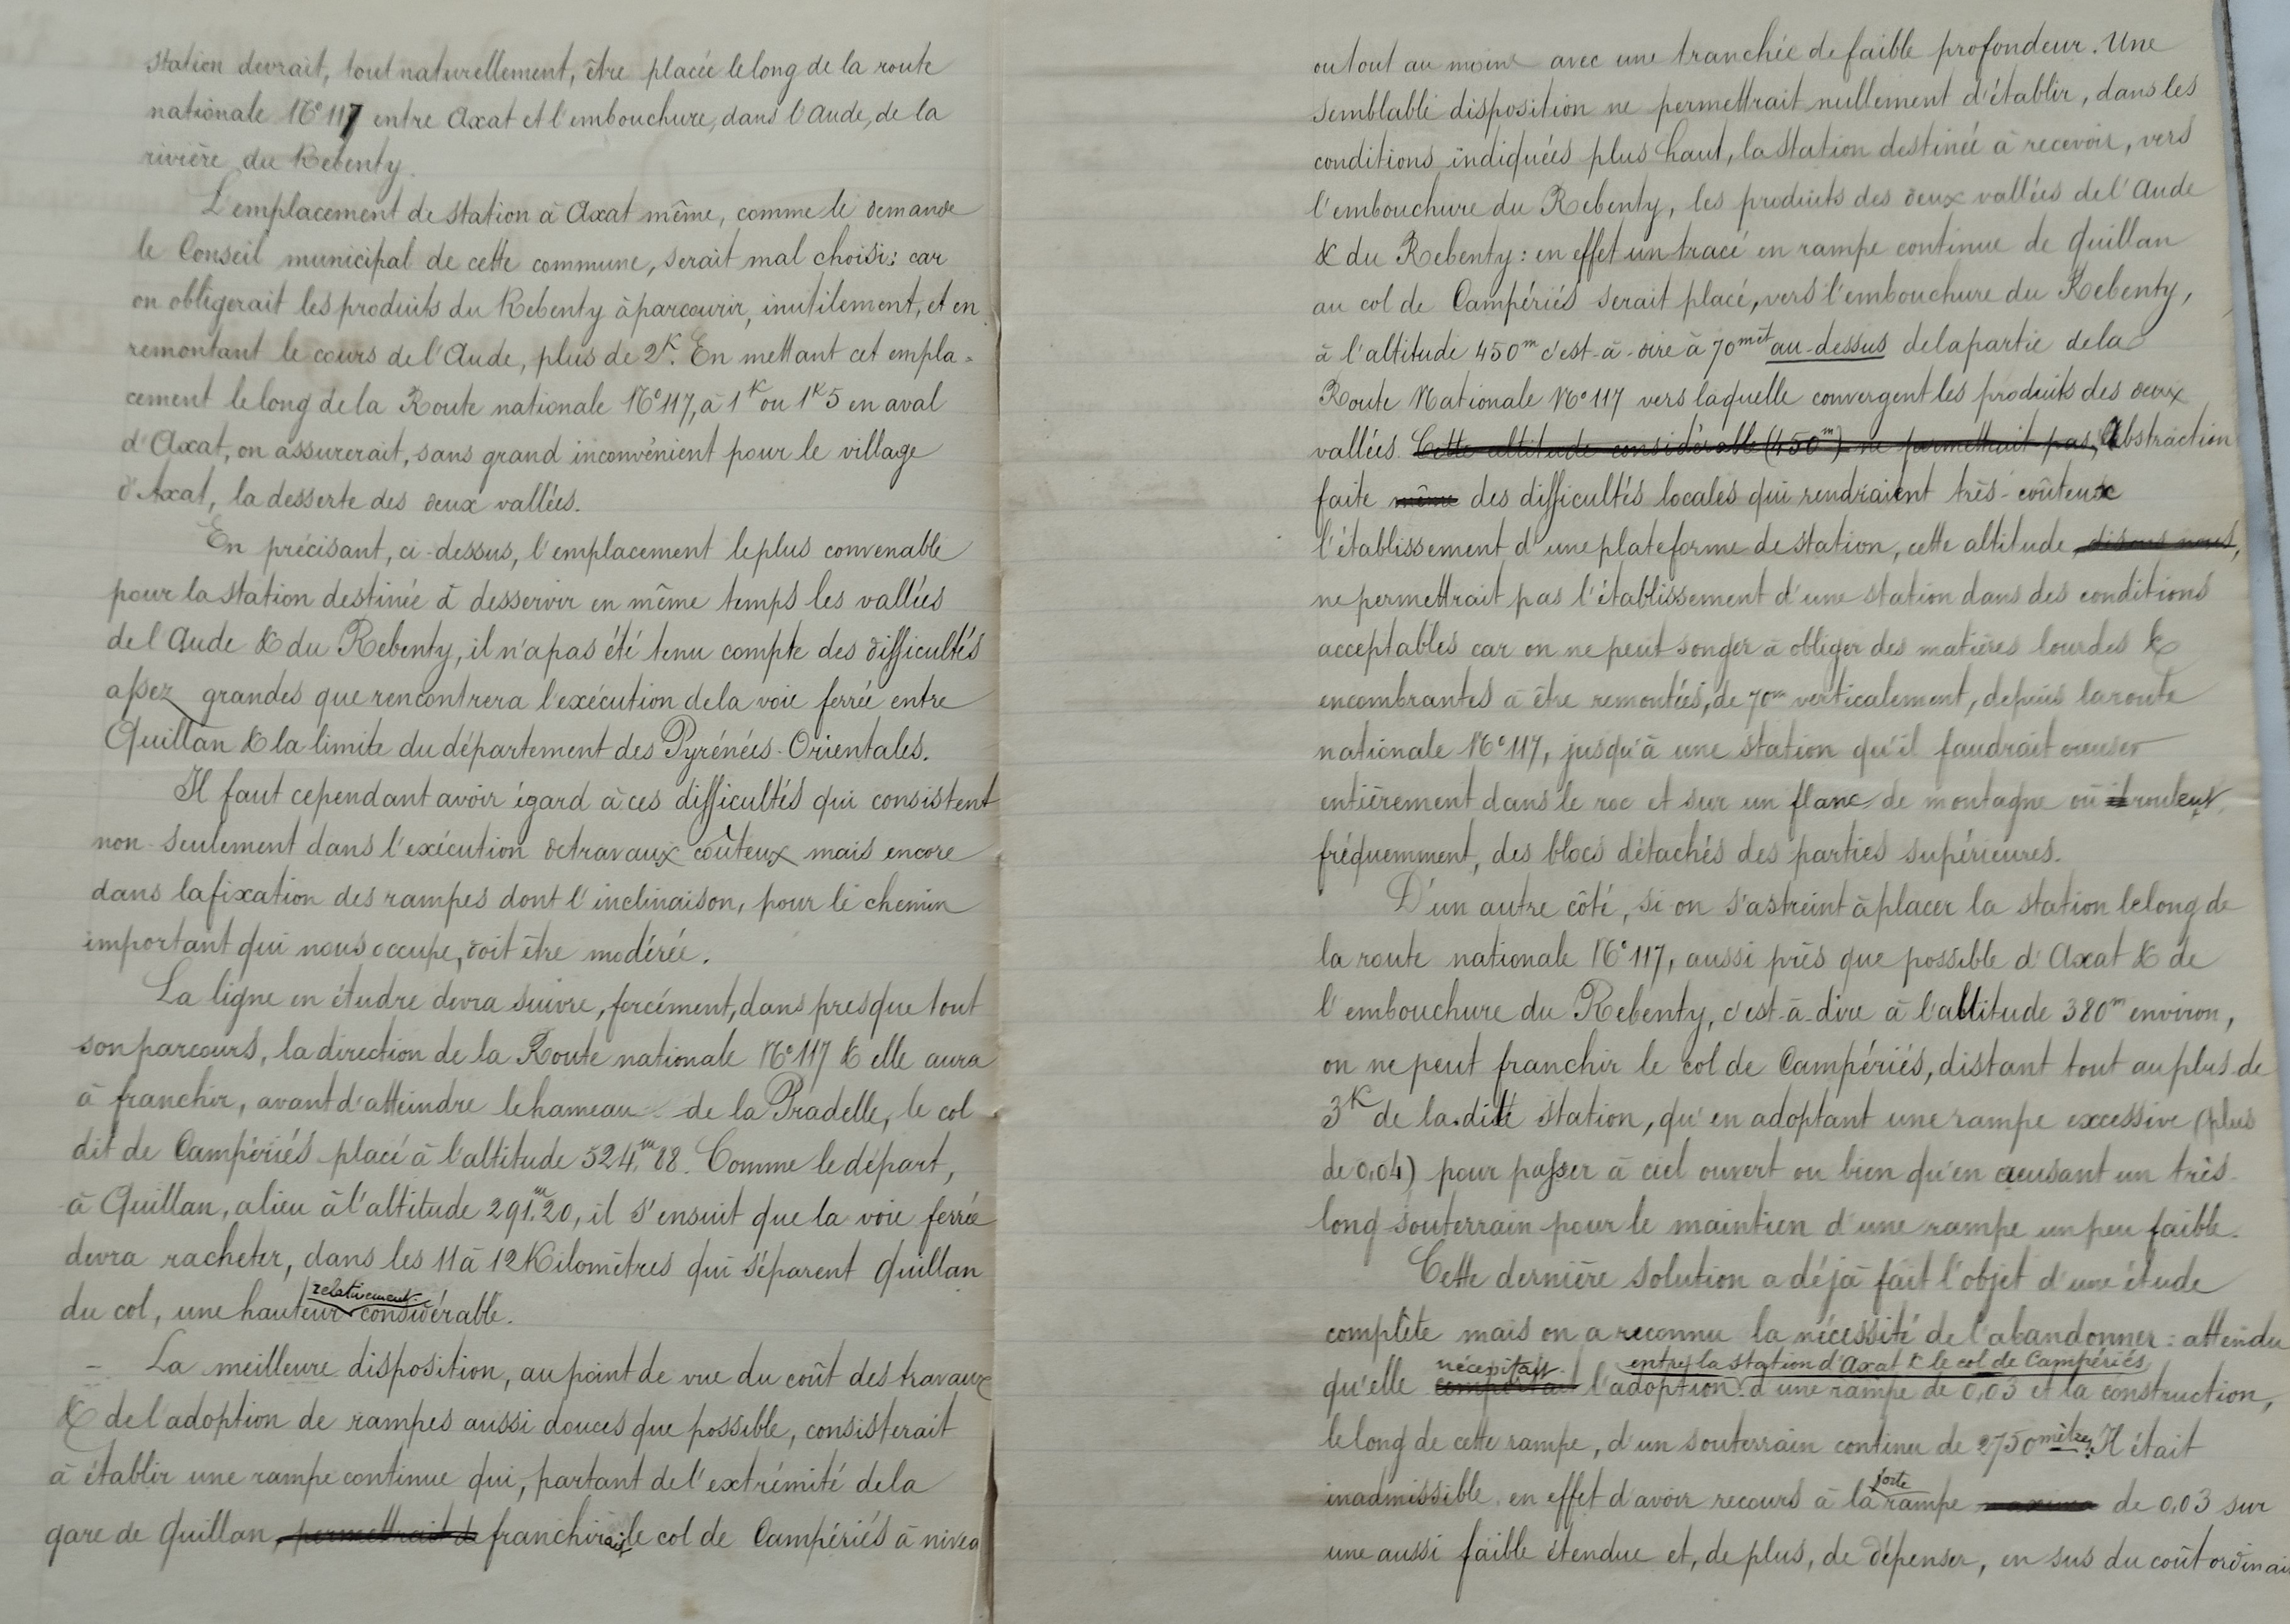 station devrait, tout naturellement, être placée le long de la route
nationale N° 117 entre Axat et l'embouchure, dans l'Aude, de la
rivière du Rebenty.
L'emplacement de station à Axat même, comme le demande
le Conseil municipal de cette commune, serait mal choisi: car
on obligerait les produits du Rebenty à parcourir, inutilement, et en
remontant le cours de l'Aude, plus de 2K. En mettant cet empla-
cement le long de la Route nationale N° 117, à 1K ou 1K5 en aval
d'Axat, on assurerait, sans grand inconvénient pour le village
d'Axat, la desserte des deux vallées.
En précisant, ci-dessus, l'emplacement le plus convenable
pour la station destinée à desservir en même temps les vallées
de l'Aude & du Rebenty, il n'a pas été tenu compte des difficultés
assez grandes que rencontrera l'exécution de la voie ferrée entre
Quillan & la limite du département des Pyrénées-Orientales.
Il faut cependant avoir égard à ces difficultés qui consistent
non seulement dans l'exécution de travaux coûteux mais encore
dans la fixation des rampes dont l'inclinaison, pour le chemin
important qui nous occupe, doit être modérée.
La ligne en étudre devra suivre, forcément, dans presque tout
son parcours, la direction de la Route nationale N° 117 & elle aura
à franchir, avant d'atteindre le hameau de la Pradelle, le col
dit de Campériés placé à l'altitude 524m,88. Comme le départ,
à Quillan, a lieu à l'altitude 291m.20, il s'ensuit que la voie ferrée
devra racheter, dans les 11 à 12 Kilomètres qui séparent Quillan
du col, une hauteur relativement considérable.
- La meilleure disposition, au point de vue du coût des travaux
& de l'adoption de rampes aussi douces que possible, consisterait
à établir une rampe continue qui, partant de l'extrémité de la
gare de Quillan, permettrait de franchirait le col de Campériés à nivea
ou tout au moins avec une tranchée de faible profondeur. Une
semblable disposition ne permettrait nullement d'établir, dans les
conditions indiquées plus haut, la station destinée à recevoir, vers
l'embouchure du Rebenty, les produits des deux vallées de l'Aude
& du Rebenty: en effet un tracé en rampe continue de Quillan
au col de Campériés serait placé, vers l'embouchure du Rebenty,
à l'altitude 450m c'est-à-dire à 70mèt au-dessus de la partie de la
Route Nationale N° 117 vers laquelle convergent les produits des deux
vallées. Cette altitude considérable (450m) ne permettrait pas, Abstraction
faite même des difficultés locales qui rendraient très-coûteux
l'établissement d'une plateforme de station, cette altitude, disons nous,
ne permettrait pas l'établissement d'une station dans des conditions
acceptables car on ne peut songer à obliger des matières lourdes &
encombrantes à être remontées, de 70m verticalement, depuis la route
nationale N° 117, jusqu'à une station qu'il faudrait creuser
entièrement dans le roc et sur un flanc de montagne où il roulent,
fréquemment, des blocs détachés des parties supérieures.
D'un autre côté, si on s'astreint à placer la station le long de
la route nationale N° 117, aussi près que possible d'Axat & de
l'embouchure du Rebenty, c'est-à-dire à l'altitude 380m environ,
on ne peut franchir le col de Campériés, distant tout au plus de
3K de la dite station, qu'en adoptant une rampe excessive (plus
de 0,04) pour passer à ciel ouvert ou bien qu'en creusant un très-
long souterrain pour le maintien d'une rampe un peu faible.
Cette dernière solution a déjà fait l'objet d'une étude
complète mais on a reconnu la nécessité de l'abandonner: attendu
nécessitait entre la station d'Axat & le col de Campériés
qu'elle comportait l'adoption d'une rampe de 0,03 et la construction,
le long de cette rampe, d'un souterrain continu de 2750 mètres. Il était
inadmissible en effet d'avoir recours à la forte rampe de 0,03 sur
une aussi faible étendue et, de plus, de dépenser, en sus du coût ordinai